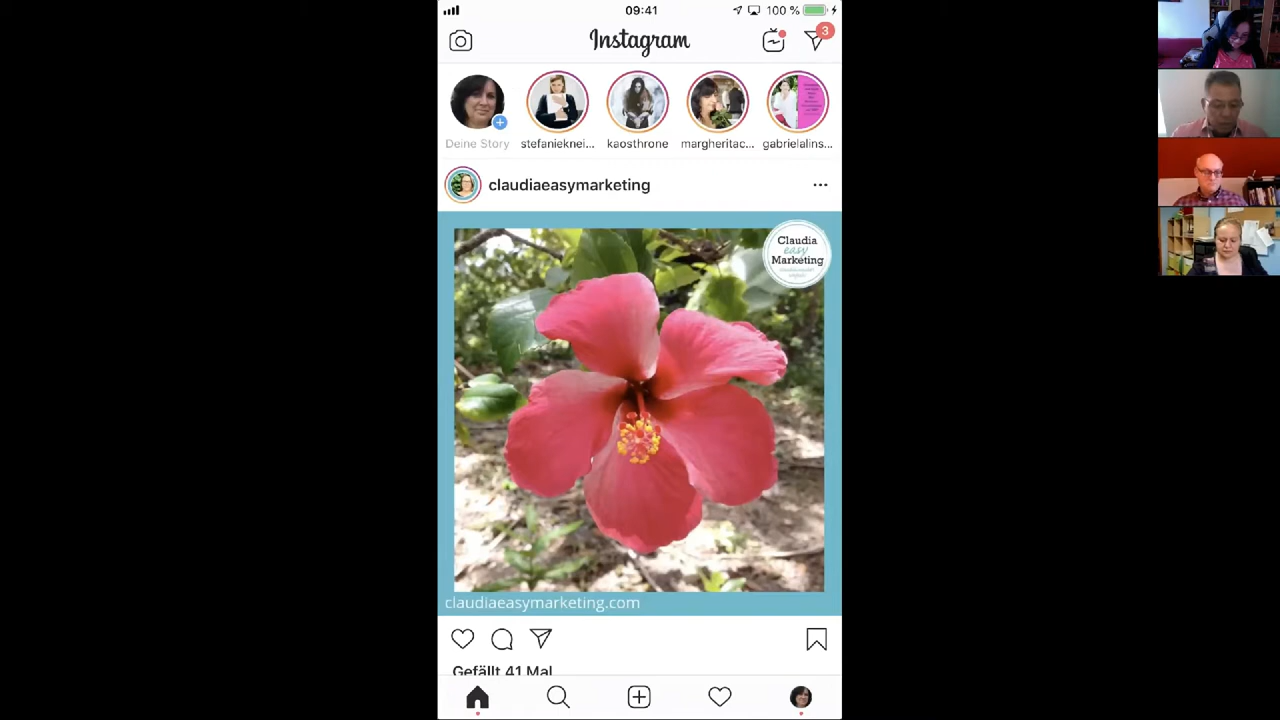 09:41
100 %
Instagram
3
Deine Story
stefanieknei...
kaosthrone
margheritac...
gabrielalins...
claudiaeasymarketing
Claudia
easy
Marketing
claudiaeasymarketing.com
Gefällt 41 Mal